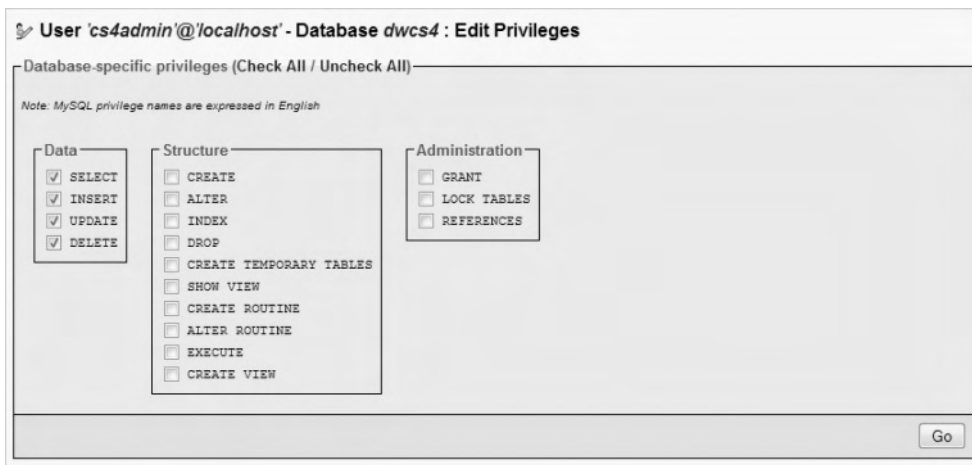 User 'cs4admin'@'localhost' - Database dwcs4 : Edit Privileges
Database-specific privileges (Check All / Uncheck All)
Note: MySQL privilege names are expressed in English
Data
SELECT
INSERT
UPDATE
DELETE
Structure
CREATE
ALTER
INDEX
DROP
CREATE TEMPORARY TABLES
SHOW VIEW
CREATE ROUTINE
ALTER ROUTINE
EXECUTE
CREATE VIEW
Administration
GRANT
LOCK TABLES
REFERENCES
Go